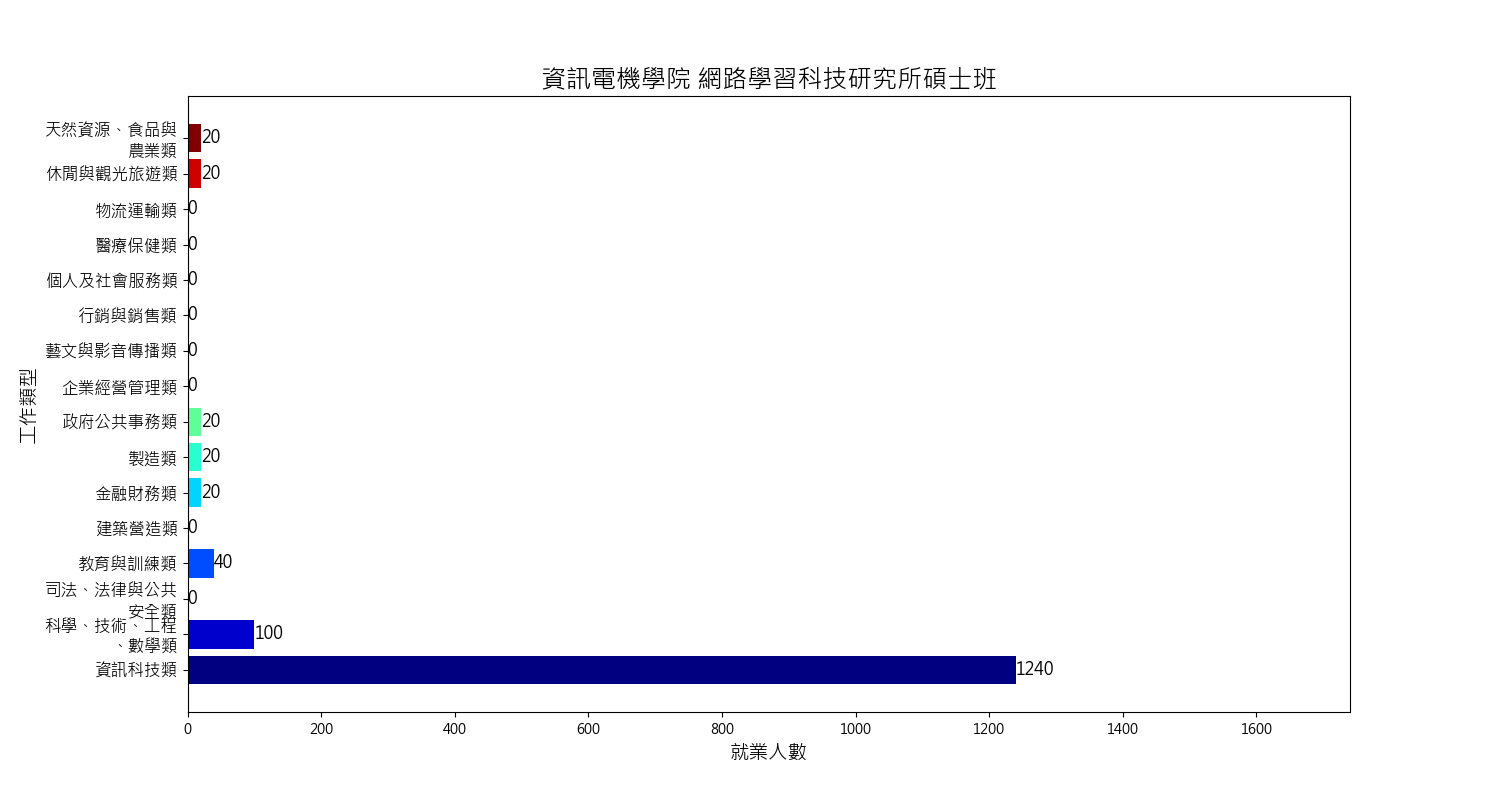 資訊電機學院 網路學習科技研究所碩士班
天然資源、食品與
農業類
20
休閒與觀光旅遊類
20
物流運輸類
0
醫療保健類
0
個人及社會服務類
0
行銷與銷售類
0
藝文與影音傳播類
0
企業經營管理類
0
政府公共事務類
20
製造類
20
金融財務類
20
建築營造類
0
教育與訓練類
40
司法、法律與公共
安全類
0
科學、技術、工程
、數學類
100
資訊科技類
1240
工作類型
0 200 400 600 800 1000 1200 1400 1600
就業人數